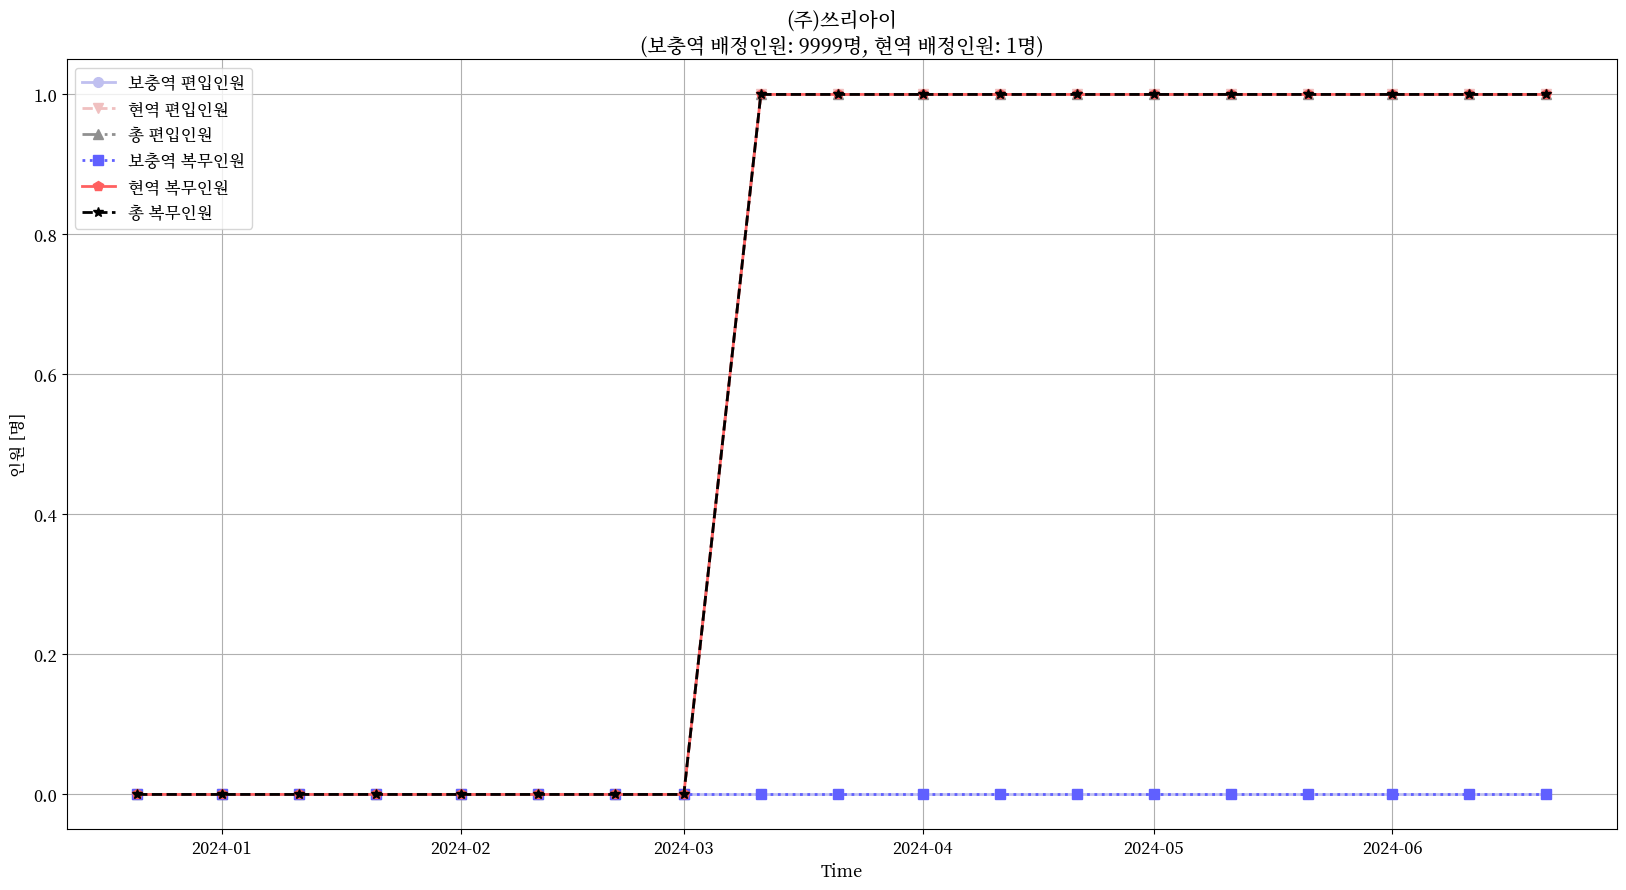 (주)쓰리아이
(보충역 배정인원: 9999명, 현역 배정인원: 1명)
보충역 편입인원
현역 편입인원
총 편입인원
보충역 복무인원
현역 복무인원
총 복무인원
1.0
0.8
0.6
0.4
0.2
0.0
인원 [명]
2024-01 2024-02 2024-03 2024-04 2024-05 2024-06
Time